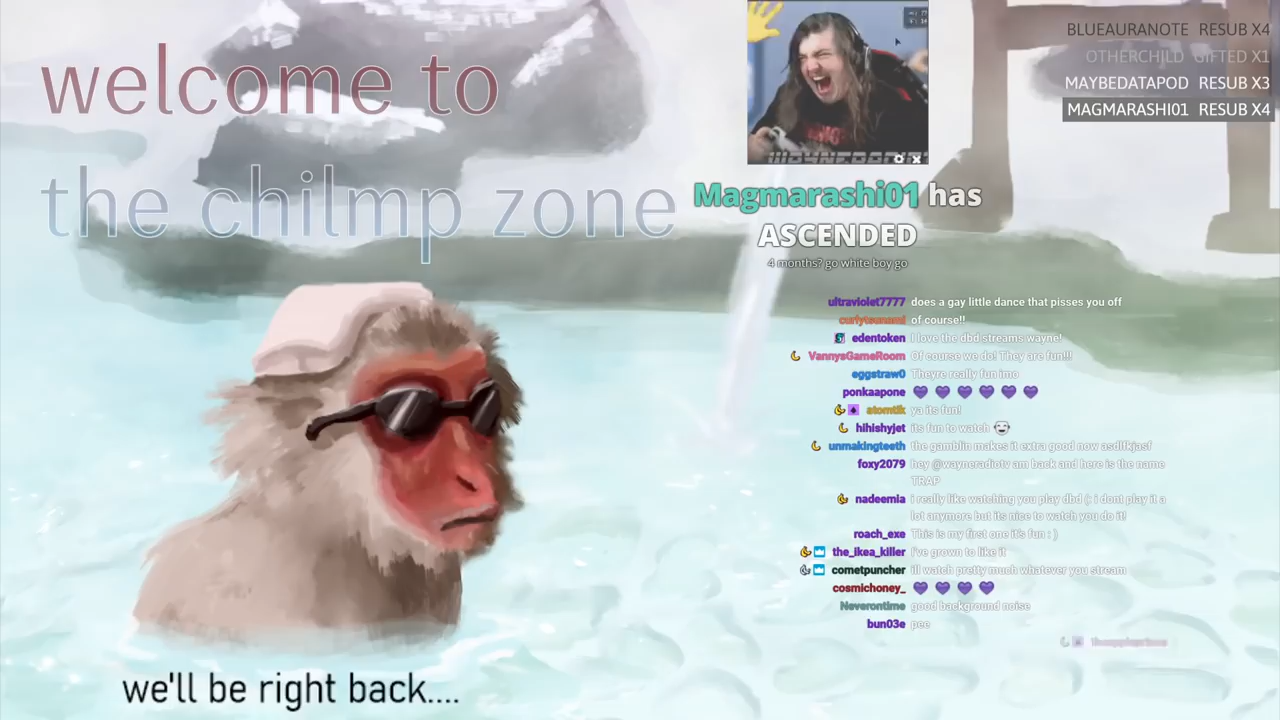 welcome to
the chilmp zone
BLUEAURANOTE RESUB X4
OTHERCHILD GIFTED X1
MAYBEDATAPOD RESUB X3
MAGMARASHI01 RESUB X4
Magmarashi01 has
ASCENDED
4 months? go white boy go
ultraviolet7777 does a gay little dance that pisses you off
curlytsunami of course!!
edentoken I love the dbd streams wayne!
VannysGameRoom Of course we do! They are fun!!!
eggstraw0 Theyre really fun imo
ponkaapone 💜 💜 💜 💜 💜 💜
atomtik ya its fun!
hihishyjet its fun to watch
unmakingteeth the gamblin makes it extra good now asdlfkjasf
foxy2079 hey @wayneradiotv am back and here is the name
TRAP
nadeemia i really like watching you play dbd (: i dont play it a
lot anymore but its nice to watch you do it!
roach_exe This is my first one it's fun : )
the_ikea_killer I've grown to like it
cometpuncher ill watch pretty much whatever you stream
cosmichoney_ 💜 💜 💜 💜
Neverontime good background noise
bun03e pee
we'll be right back....